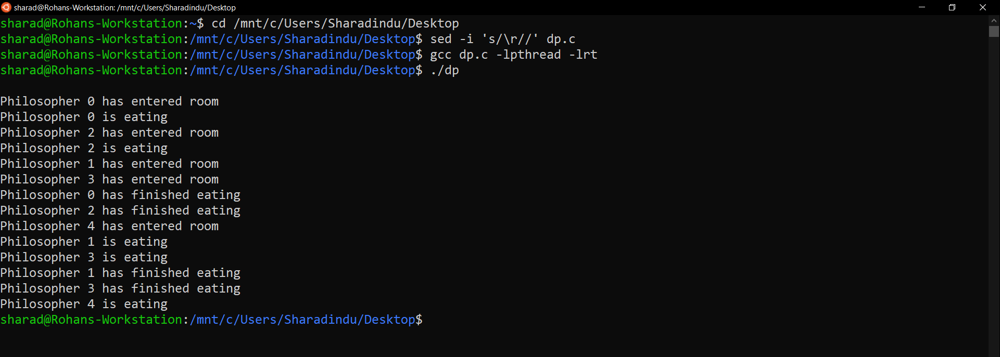 sharad@Rohans-Workstation: /mnt/c/Users/Sharadindu/Desktop
sharad@Rohans-Workstation:~$ cd /mnt/c/Users/Sharadindu/Desktop
sharad@Rohans-Workstation:/mnt/c/Users/Sharadindu/Desktop$ sed -i 's/\r//' dp.c
sharad@Rohans-Workstation:/mnt/c/Users/Sharadindu/Desktop$ gcc dp.c -lpthread -lrt
sharad@Rohans-Workstation:/mnt/c/Users/Sharadindu/Desktop$ ./dp
Philosopher 0 has entered room
Philosopher 0 is eating
Philosopher 2 has entered room
Philosopher 2 is eating
Philosopher 1 has entered room
Philosopher 3 has entered room
Philosopher 0 has finished eating
Philosopher 2 has finished eating
Philosopher 4 has entered room
Philosopher 1 is eating
Philosopher 3 is eating
Philosopher 1 has finished eating
Philosopher 3 has finished eating
Philosopher 4 is eating
sharad@Rohans-Workstation:/mnt/c/Users/Sharadindu/Desktop$